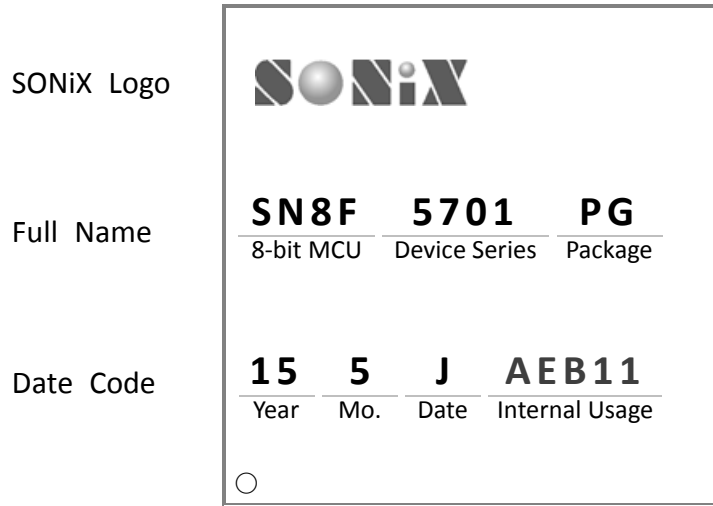 SONiX Logo
SONiX
Full Name
SN8F 5701 PG
8-bit MCU Device Series Package
Date Code
15 5 J AEB11
Year Mo. Date Internal Usage